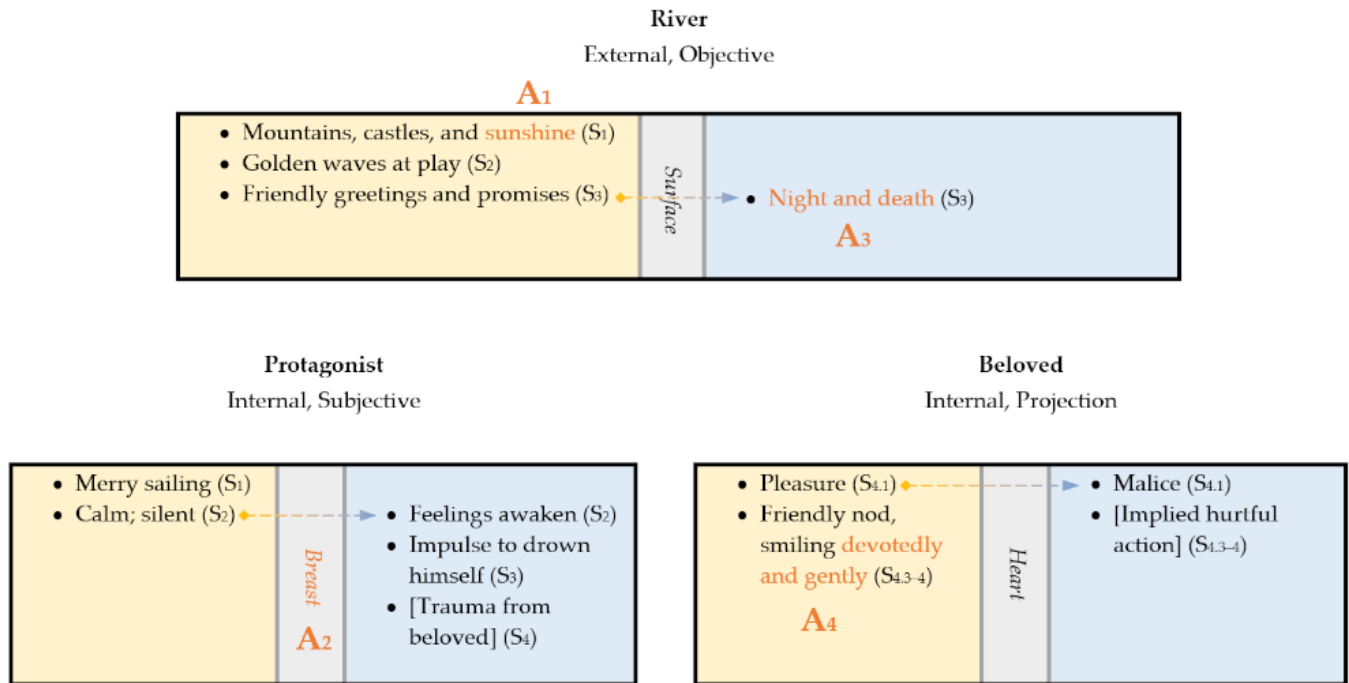 River
External, Objective
A1
• Mountains, castles, and sunshine (S1)
• Golden waves at play (S2)
• Friendly greetings and promises (S3)
Surface
• Night and death (S3)
A3
Protagonist
Internal, Subjective
• Merry sailing (S1)
• Calm; silent (S2)
Breast
A2
• Feelings awaken (S2)
• Impulse to drown
himself (S3)
• [Trauma from
beloved] (S4)
Beloved
Internal, Projection
• Pleasure (S4.1)
• Friendly nod,
smiling devotedly
and gently (S4.3–4)
A4
Heart
• Malice (S4.1)
• [Implied hurtful
action] (S4.3–4)